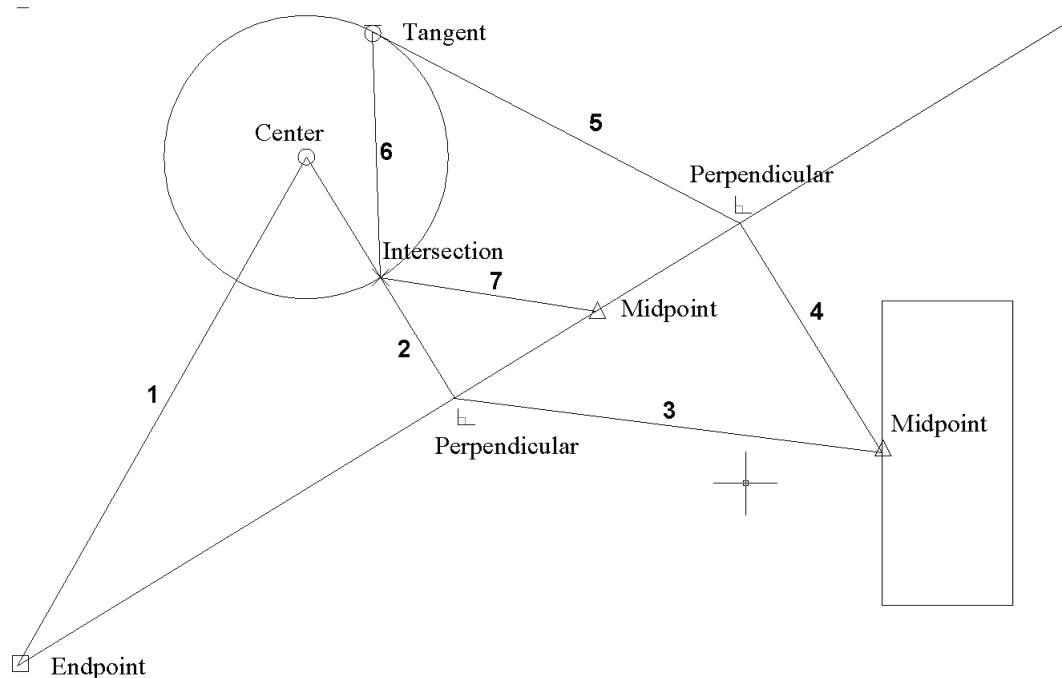 Tangent
5
Center
6
Perpendicular
Intersection
7
Midpoint
4
2
1
3
Midpoint
Perpendicular
Endpoint